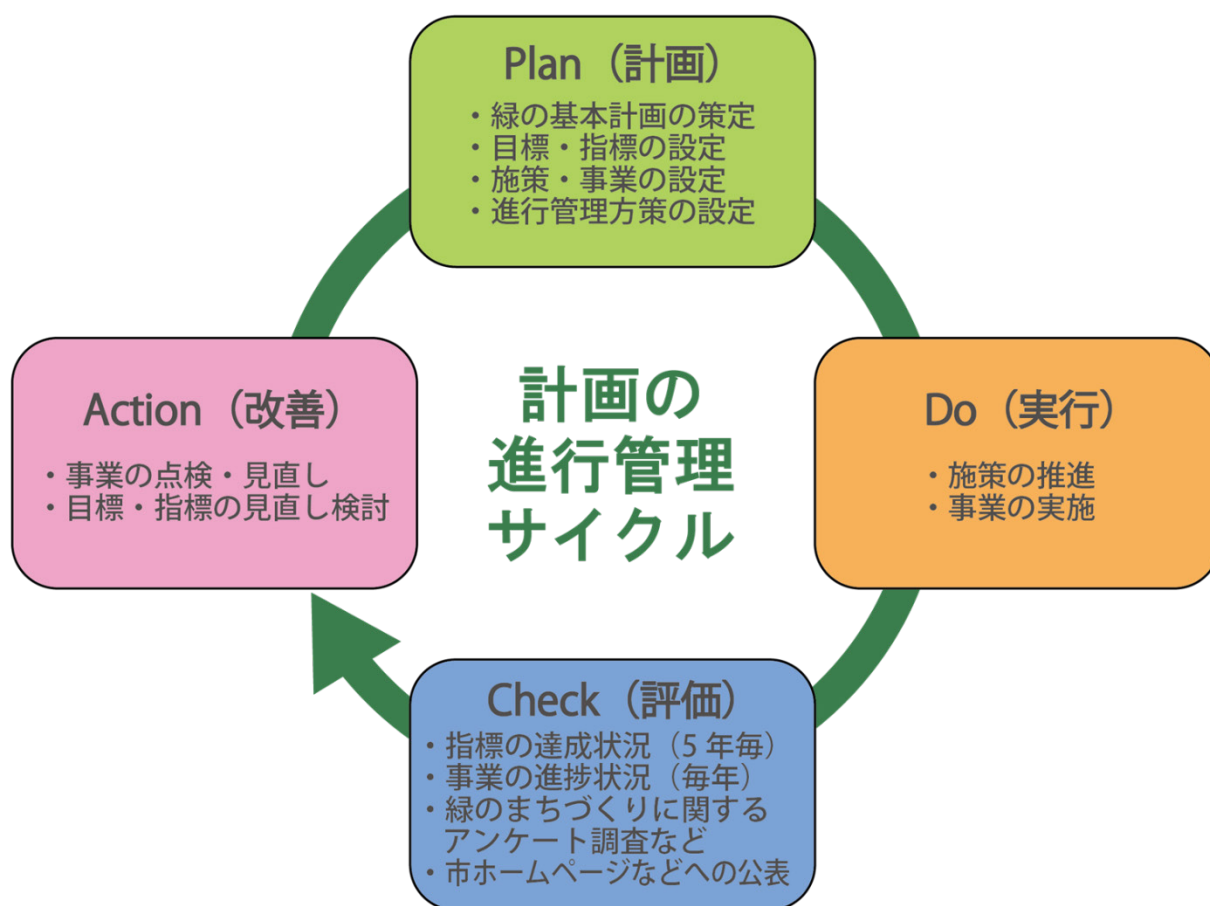 Plan（計画）
・緑の基本計画の策定
・目標・指標の設定
・施策・事業の設定
・進行管理方策の設定
Action（改善）
・事業の点検・見直し
・目標・指標の見直し検討
計画の
進行管理
サイクル
Do（実行）
・施策の推進
・事業の実施
Check（評価）
・指標の達成状況（5 年毎）
・事業の進捗状況（毎年）
・緑のまちづくりに関する
アンケート調査など
・市ホームページなどへの公表